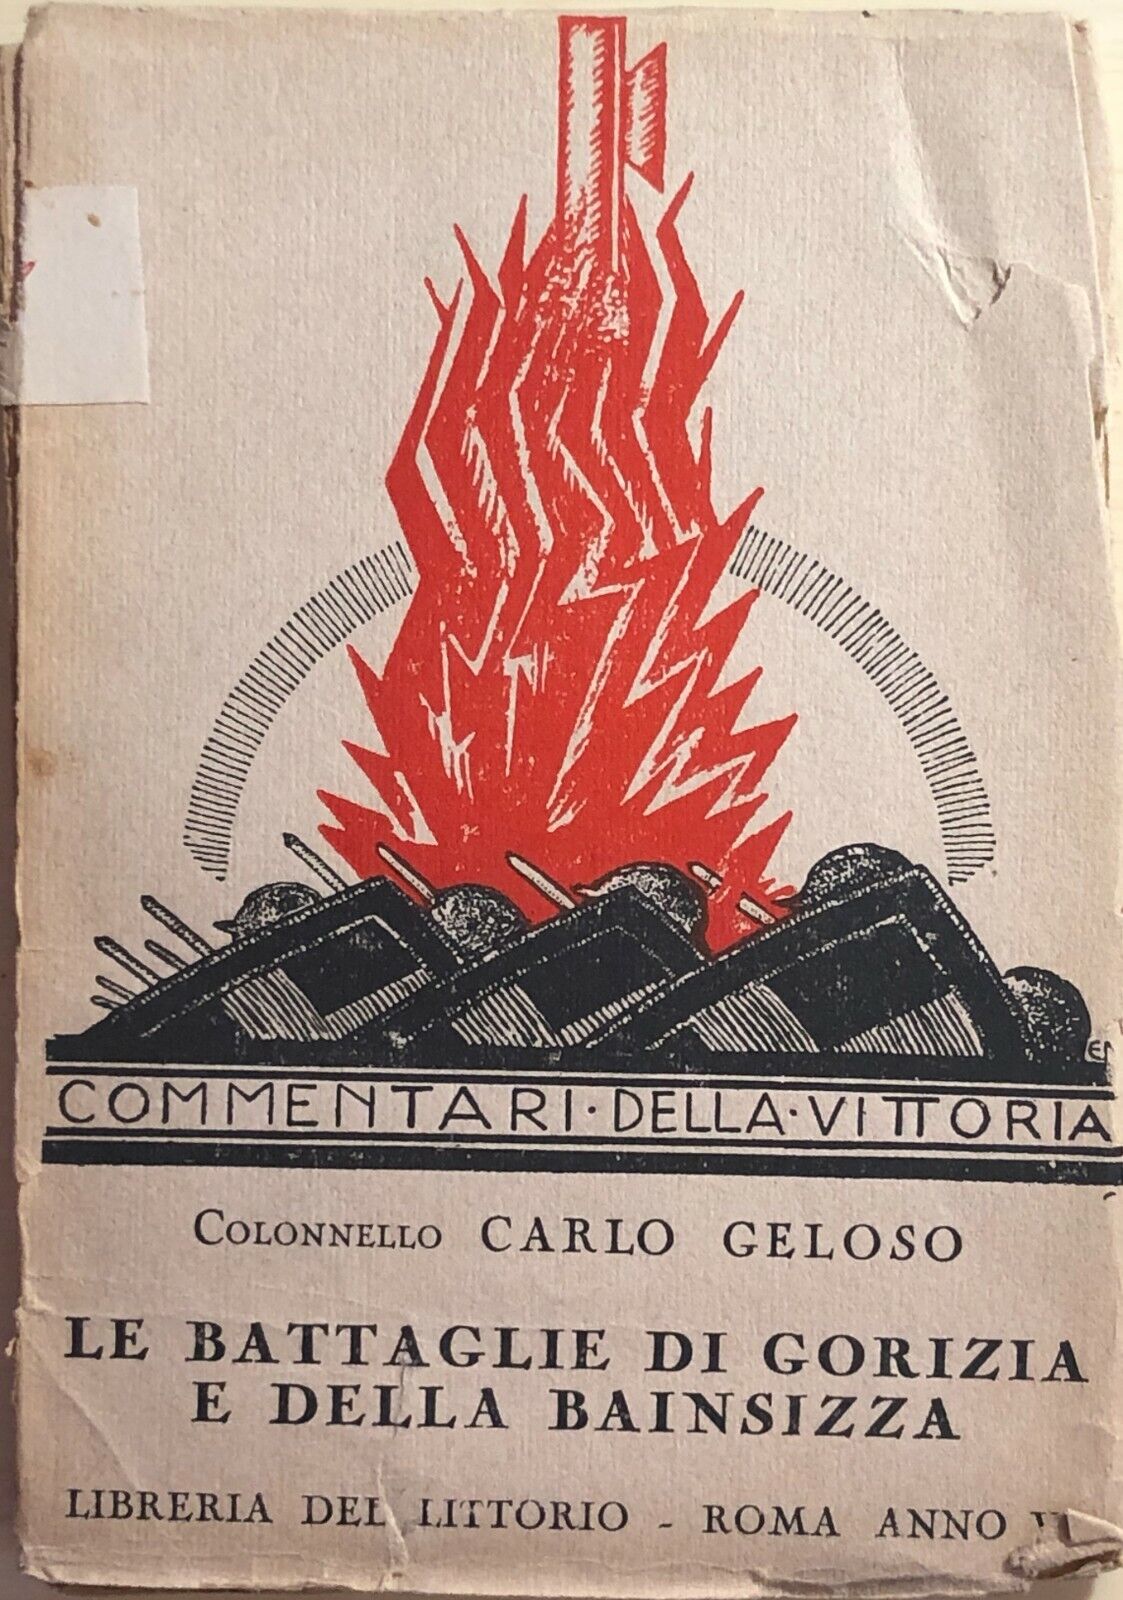 COMMENTARI·DELLA·VITTORIA
COLONNELLO CARLO GELOSO
LE BATTAGLIE DI GORIZIA
E DELLA BAINSIZZA
LIBRERIA DEL LITTORIO - ROMA ANNO